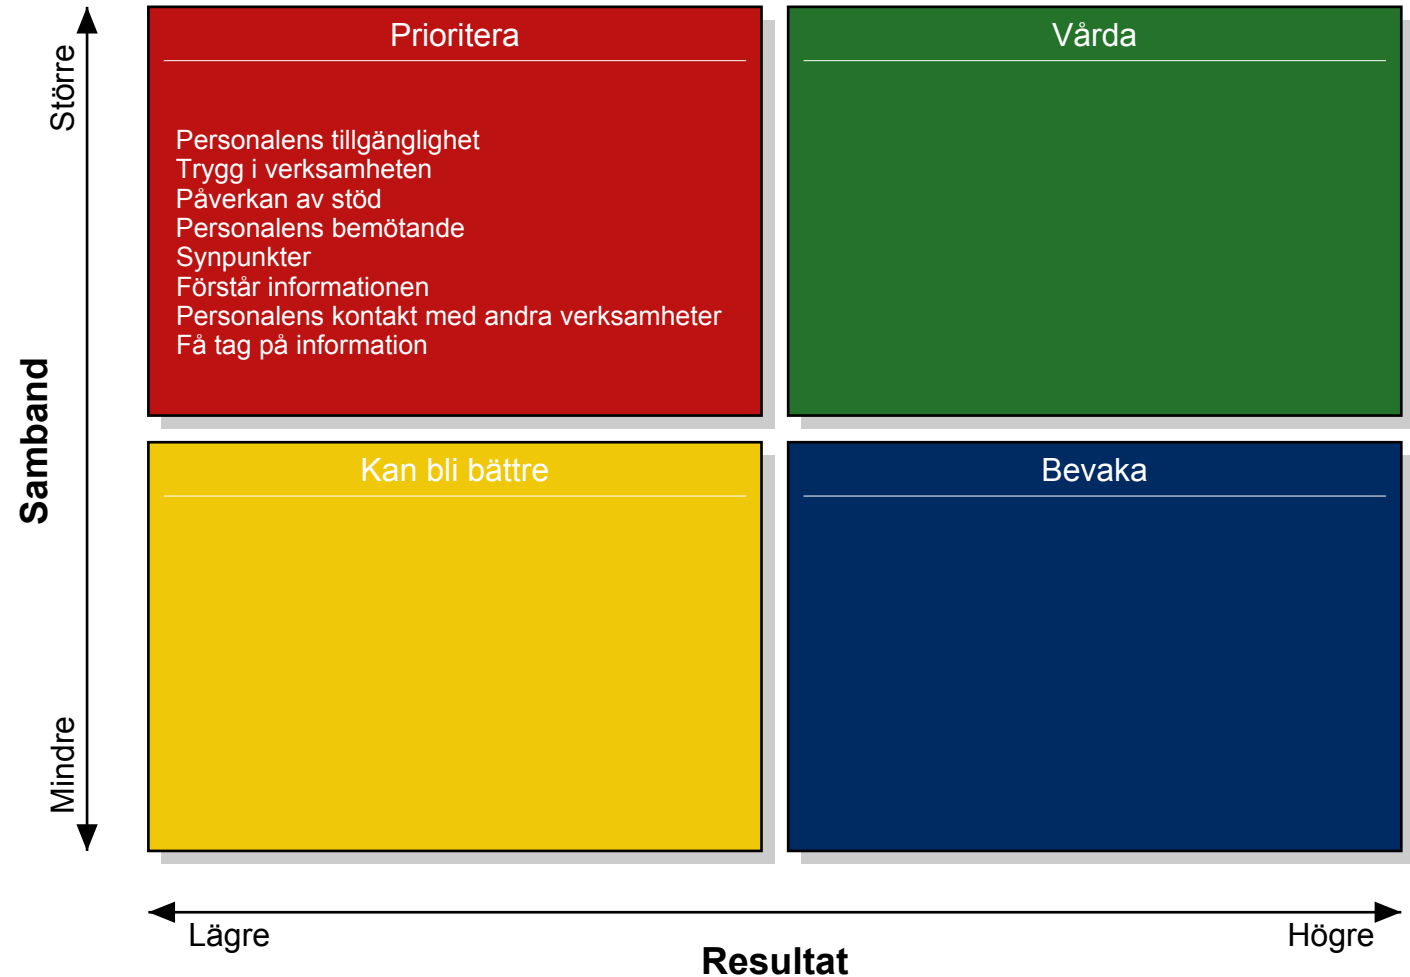 Större
Prioritera
Personalens tillgänglighet
Trygg i verksamheten
Påverkan av stöd
Personalens bemötande
Synpunkter
Förstår informationen
Personalens kontakt med andra verksamheter
Få tag på information
Vårda
Samband
Kan bli bättre
Bevaka
Mindre
Lägre
Högre
Resultat